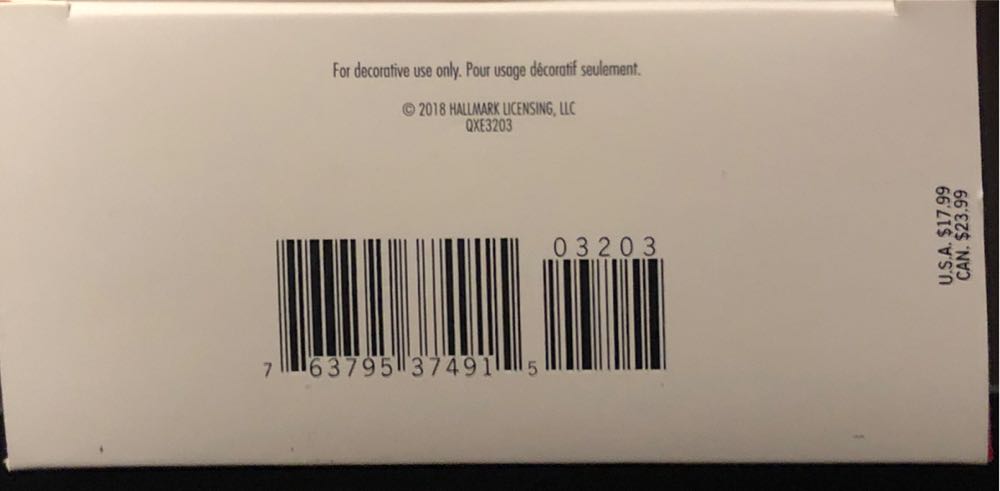 For decorative use only. Pour usage décoratif seulement.
© 2018 HALLMARK LICENSING, LLC
QXE3203
03203
7 63795 37491 5
U.S.A. $17.99
CAN. $23.99